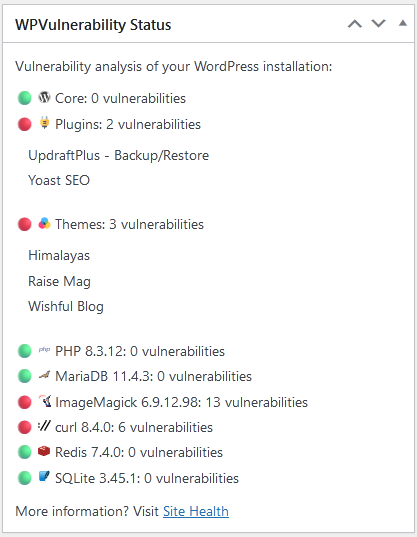 WPVulnerability Status
Vulnerability analysis of your WordPress installation:
Core: 0 vulnerabilities
Plugins: 2 vulnerabilities
UpdraftPlus - Backup/Restore
Yoast SEO
Themes: 3 vulnerabilities
Himalayas
Raise Mag
Wishful Blog
php PHP 8.3.12: 0 vulnerabilities
MariaDB 11.4.3: 0 vulnerabilities
ImageMagick 6.9.12.98: 13 vulnerabilities
curl 8.4.0: 6 vulnerabilities
Redis 7.4.0: 0 vulnerabilities
SQLite 3.45.1: 0 vulnerabilities
More information? Visit Site Health